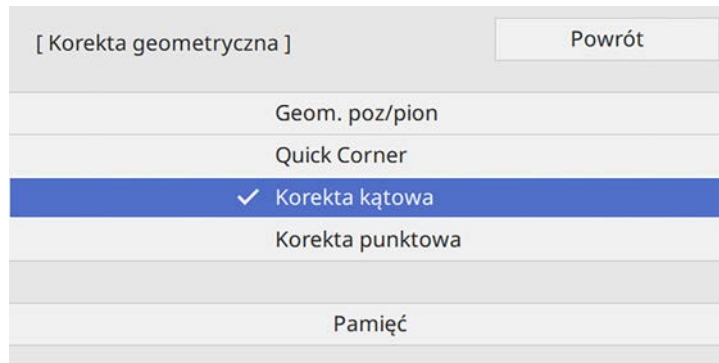 [ Korekta geometryczna ]
Powrót
Geom. poz/pion
Quick Corner
Korekta kątowa
Korekta punktowa
Pamięć